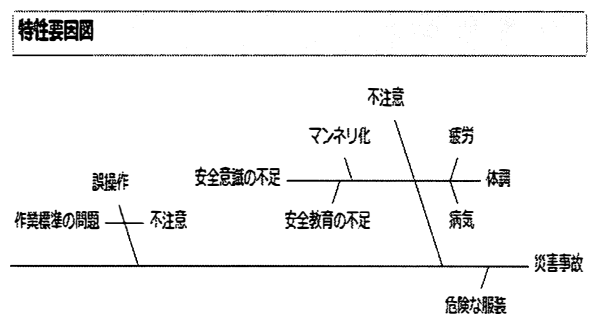 特性要因図
不注意
マンネリ化
疲労
安全意識の不足
体調
誤操作
作業標準の問題
不注意
安全教育の不足
病気
災害事故
危険な服装